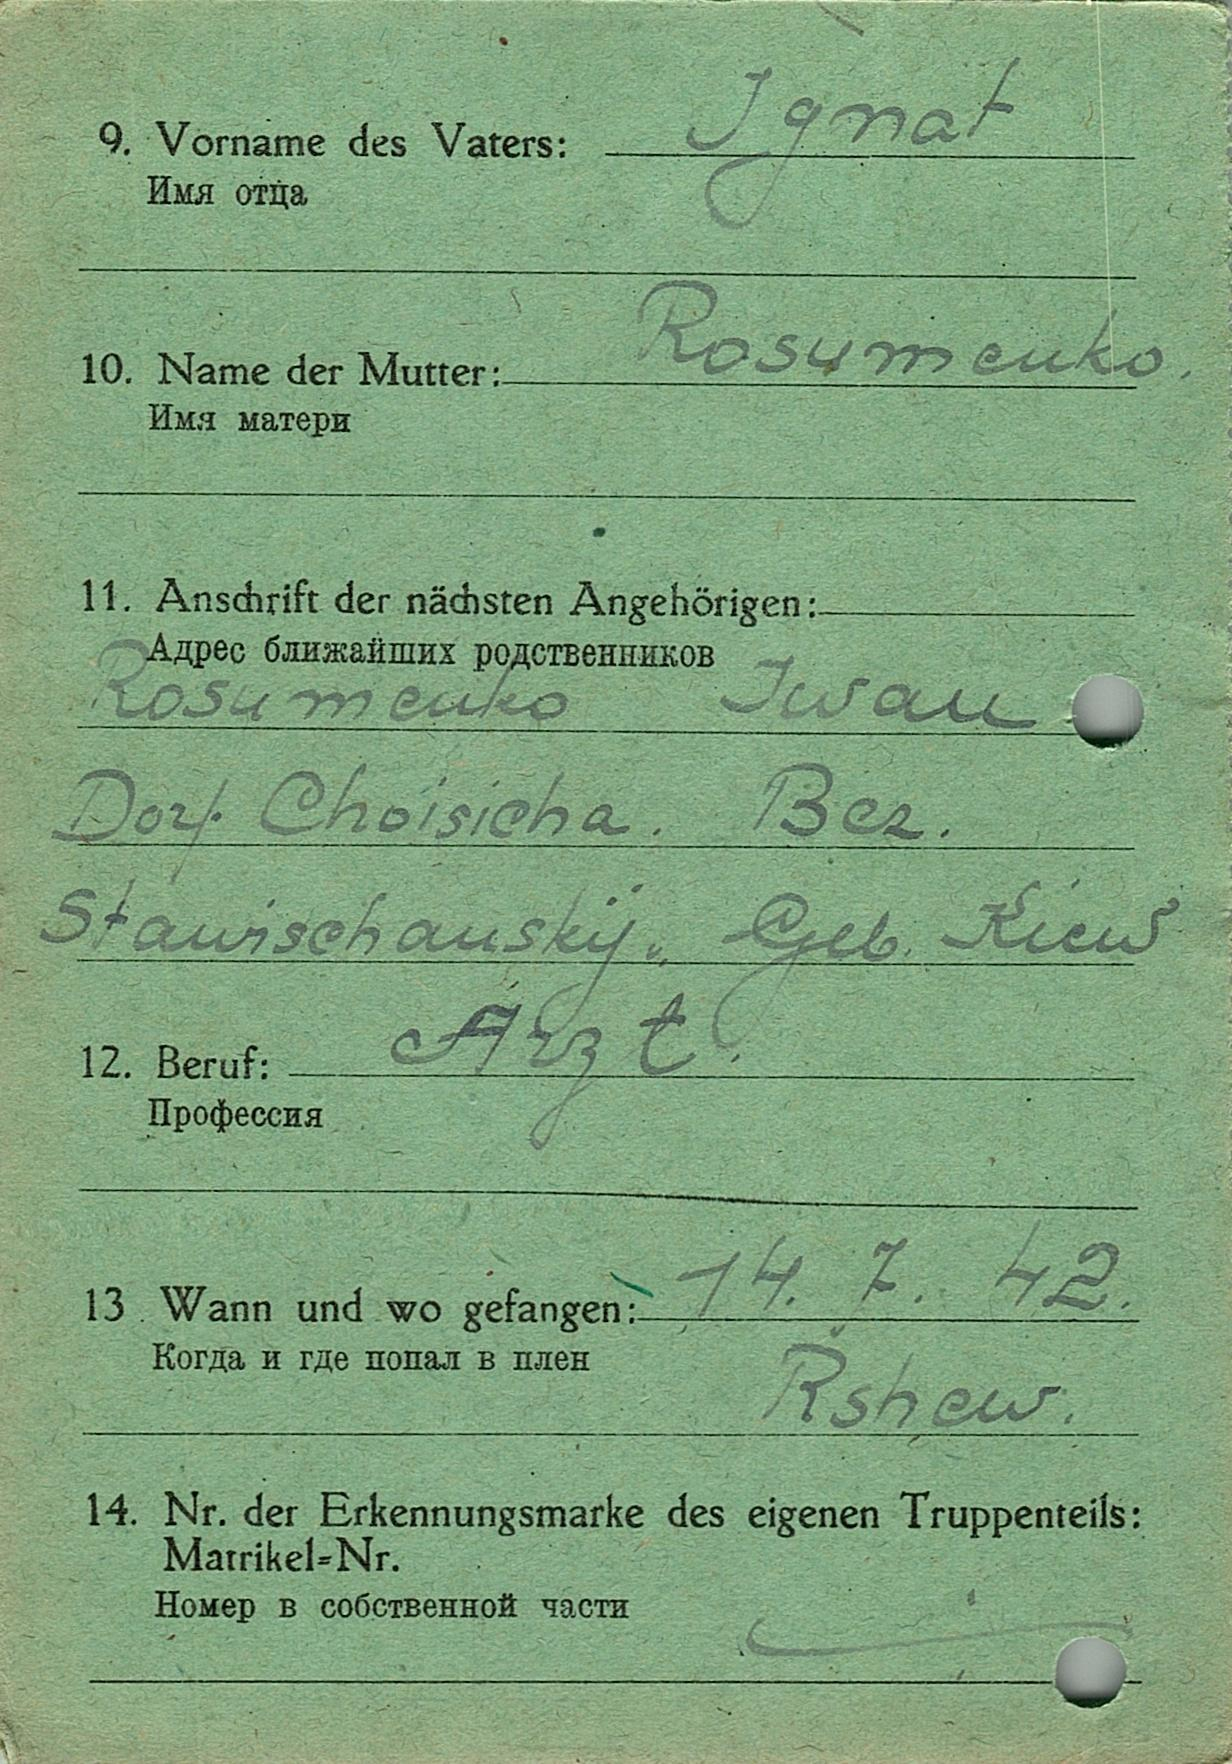 9. Vorname des Vaters: Ignat
Имя отца
10. Name der Mutter: Rosumenko.
Имя матери
11. Anschrift der nächsten Angehörigen:
Адрес ближайших родственников
Rosumenko Iwan
Dorf. Choisicha. Bez.
Stawischanskij. Geb. Kiew
12. Beruf: Arzt.
Профессия
13. Wann und wo gefangen: 14. 7. 42.
Когда и где попал в плен
Rshew.
14. Nr. der Erkennungsmarke des eigenen Truppenteils:
Matrikel=Nr.
Номер в собственной части